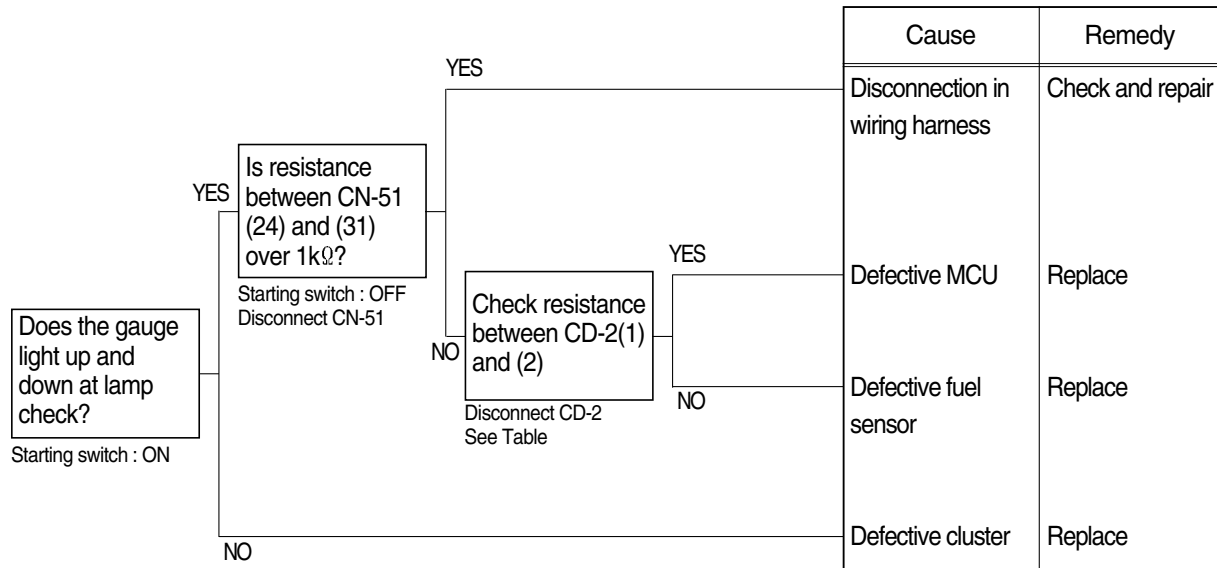 Cause Remedy
YES
Disconnection in Check and repair
wiring harness
Is resistance
between CN-51
(24) and (31)
over 1kΩ?
YES
Starting switch : OFF
Disconnect CN-51
YES
Defective MCU Replace
Check resistance
between CD-2(1)
and (2)
NO
Does the gauge
light up and
down at lamp
check?
Starting switch : ON
Disconnect CD-2
See Table
NO
Defective fuel Replace
sensor
NO
Defective cluster Replace